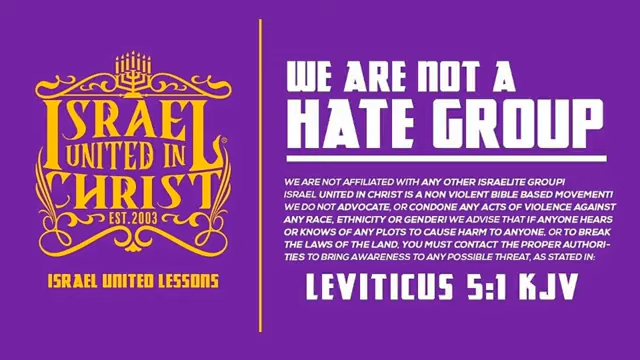 ISRAEL
UNITED IN
CHRIST
EST.2003
ISRAEL UNITED LESSONS
WE ARE NOT A
HATE GROUP
WE ARE NOT AFFILIATED WITH ANY OTHER ISRAELITE GROUP!
ISRAEL UNITED IN CHRIST IS A NON VIOLENT BIBLE BASED MOVEMENT!
WE DO NOT ADVOCATE, OR CONDONE ANY ACTS OF VIOLENCE AGAINST
ANY RACE, ETHNICITY OR GENDER! WE ADVISE THAT IF ANYONE HEARS
OR KNOWS OF ANY PLOTS TO CAUSE HARM TO ANYONE, OR TO BREAK
THE LAWS OF THE LAND, YOU MUST CONTACT THE PROPER AUTHORI-
TIES TO BRING AWARENESS TO ANY POSSIBLE THREAT, AS STATED IN:
LEVITICUS 5:1 KJV